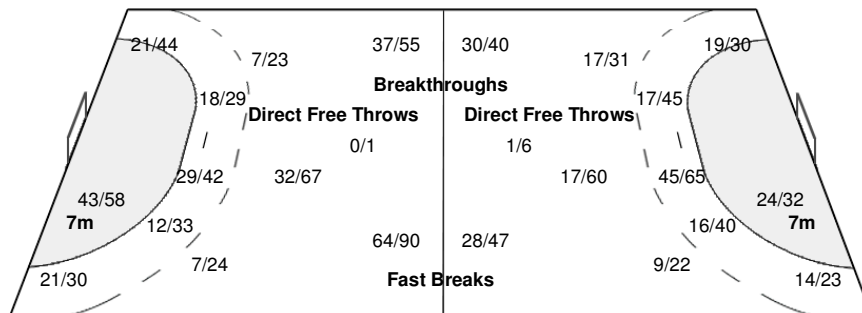 21/44 7/23 37/55 30/40 17/31 19/30
Breakthroughs
18/29 17/45
Direct Free Throws Direct Free Throws
0/1 1/6
29/42 32/67 17/60 45/65
43/58 24/32
7m 12/33 16/40 7m
64/90 28/47
7/24 9/22
21/30 Fast Breaks 14/23